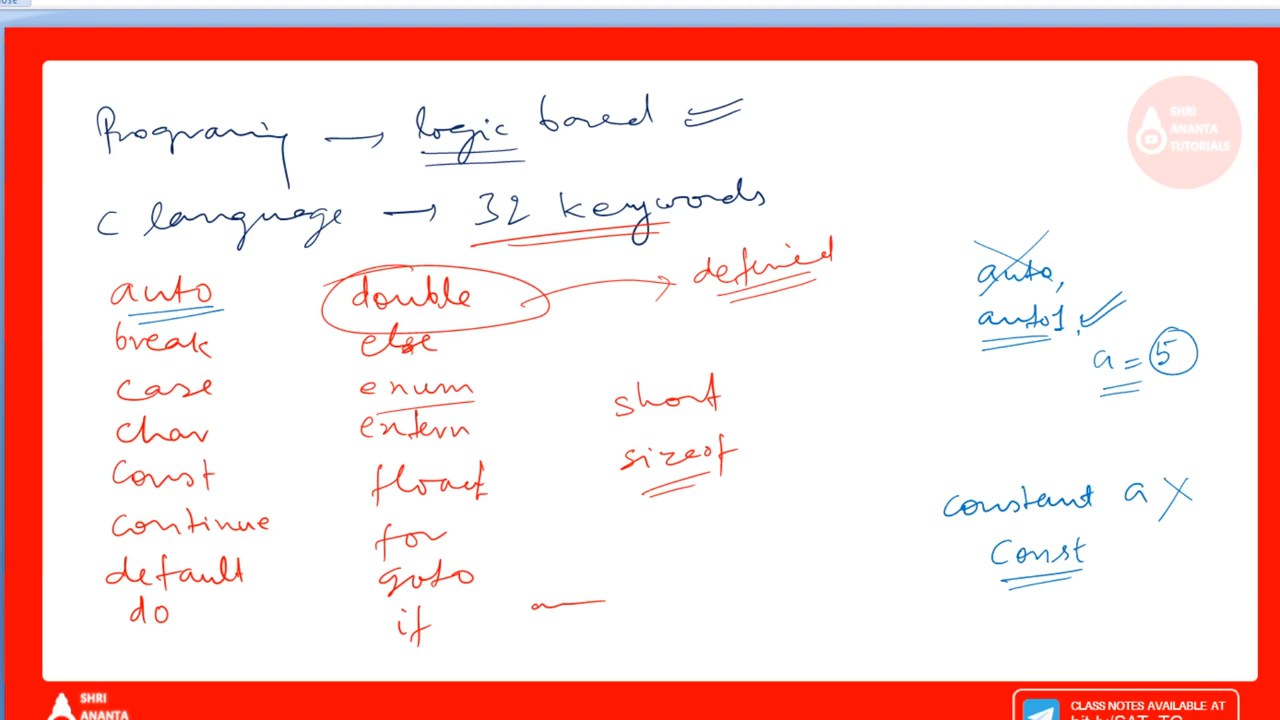 Programing → logic based
C language → 32 keywords
auto double → defined
break else
case enum
char extern
const float
continue for
default goto
do if
short
sizeof
auto,
auto1,
a = 5
constant a
const
SHRI
ANANTA
TUTORIALS
SHRI
ANANTA
CLASS NOTES AVAILABLE AT